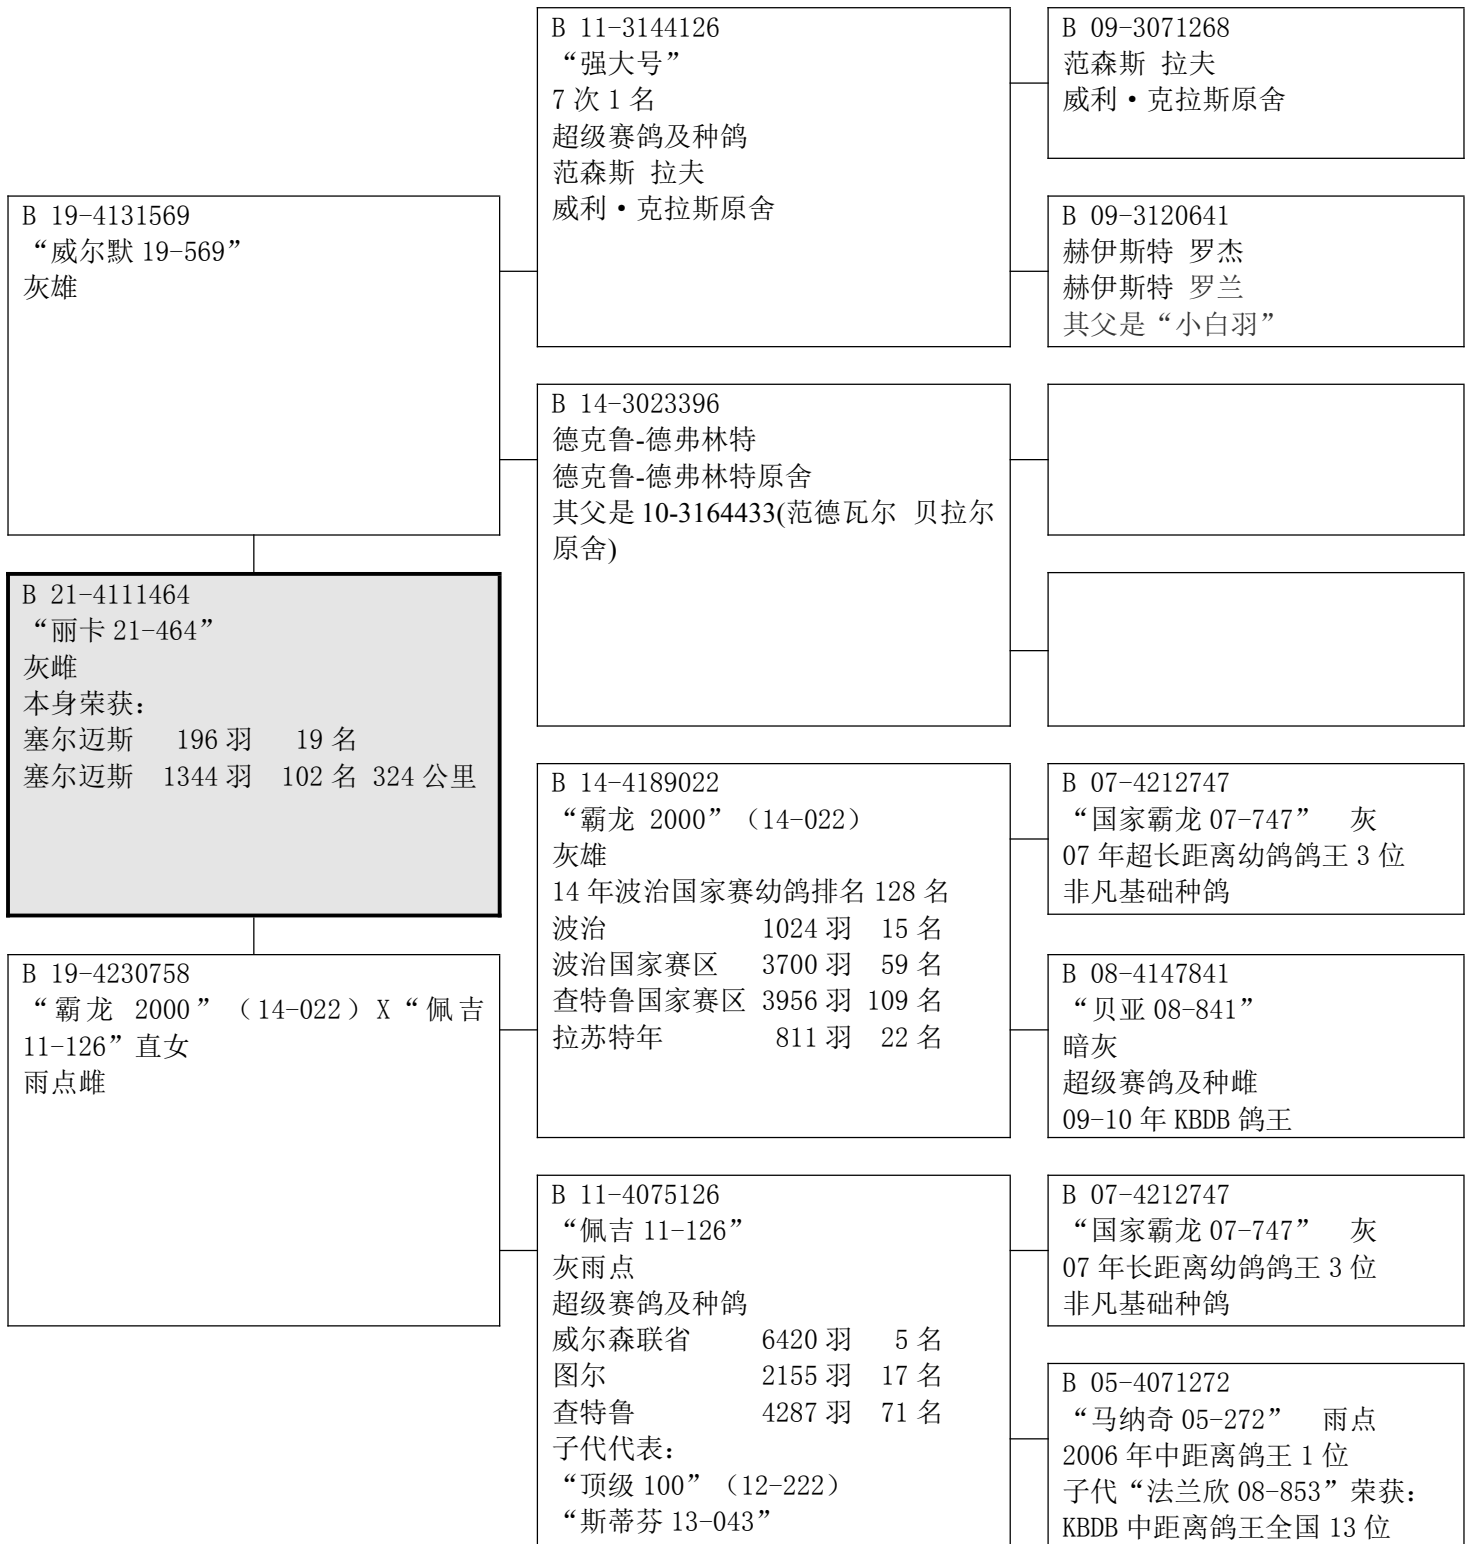 B 19-4131569
“威尔默 19-569”
灰雄
B 21-4111464
“丽卡 21-464”
灰雌
本身荣获：
塞尔迈斯 196 羽 19 名
塞尔迈斯 1344 羽 102 名 324 公里
B 19-4230758
“霸龙 2000”（14-022）X“佩吉
11-126”直女
雨点雌
B 11-3144126
“强大号”
7 次 1 名
超级赛鸽及种鸽
范森斯 拉夫
威利·克拉斯原舍
B 14-3023396
德克鲁-德弗林特
德克鲁-德弗林特原舍
其父是 10-3164433(范德瓦尔 贝拉尔
原舍)
B 14-4189022
“霸龙 2000”（14-022）
灰雄
14 年波治国家赛幼鸽排名 128 名
波治 1024 羽 15 名
波治国家赛区 3700 羽 59 名
查特鲁国家赛区 3956 羽 109 名
拉苏特年 811 羽 22 名
B 11-4075126
“佩吉 11-126”
灰雨点
超级赛鸽及种鸽
威尔森联省 6420 羽 5 名
图尔 2155 羽 17 名
查特鲁 4287 羽 71 名
子代代表：
“顶级 100”（12-222）
“斯蒂芬 13-043”
B 09-3071268
范森斯 拉夫
威利·克拉斯原舍
B 09-3120641
赫伊斯特 罗杰
赫伊斯特 罗兰
其父是“小白羽”
B 07-4212747
“国家霸龙 07-747” 灰
07 年超长距离幼鸽鸽王 3 位
非凡基础种鸽
B 08-4147841
“贝亚 08-841”
暗灰
超级赛鸽及种雌
09-10 年 KBDB 鸽王
B 07-4212747
“国家霸龙 07-747” 灰
07 年长距离幼鸽鸽王 3 位
非凡基础种鸽
B 05-4071272
“马纳奇 05-272” 雨点
2006 年中距离鸽王 1 位
子代“法兰欣 08-853”荣获：
KBDB 中距离鸽王全国 13 位